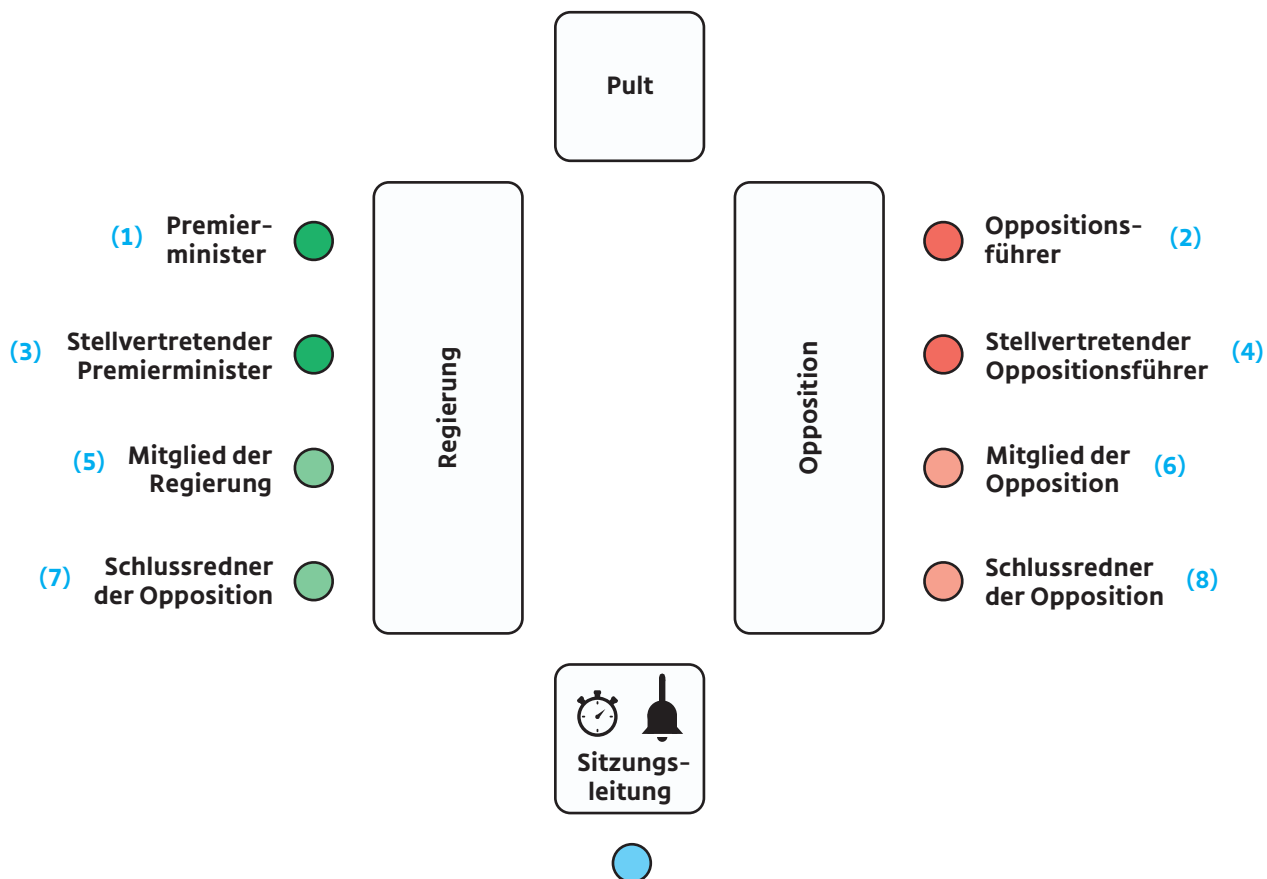 Pult
(1)
Premier-
minister
Oppositions-
führer
(2)
(3)
Stellvertretender
Premierminister
Stellvertretender
Oppositionsführer
(4)
Regierung
Opposition
(5)
Mitglied der
Regierung
Mitglied der
Opposition
(6)
(7)
Schlussredner
der Opposition
Schlussredner
der Opposition
(8)
Sitzungs-
leitung